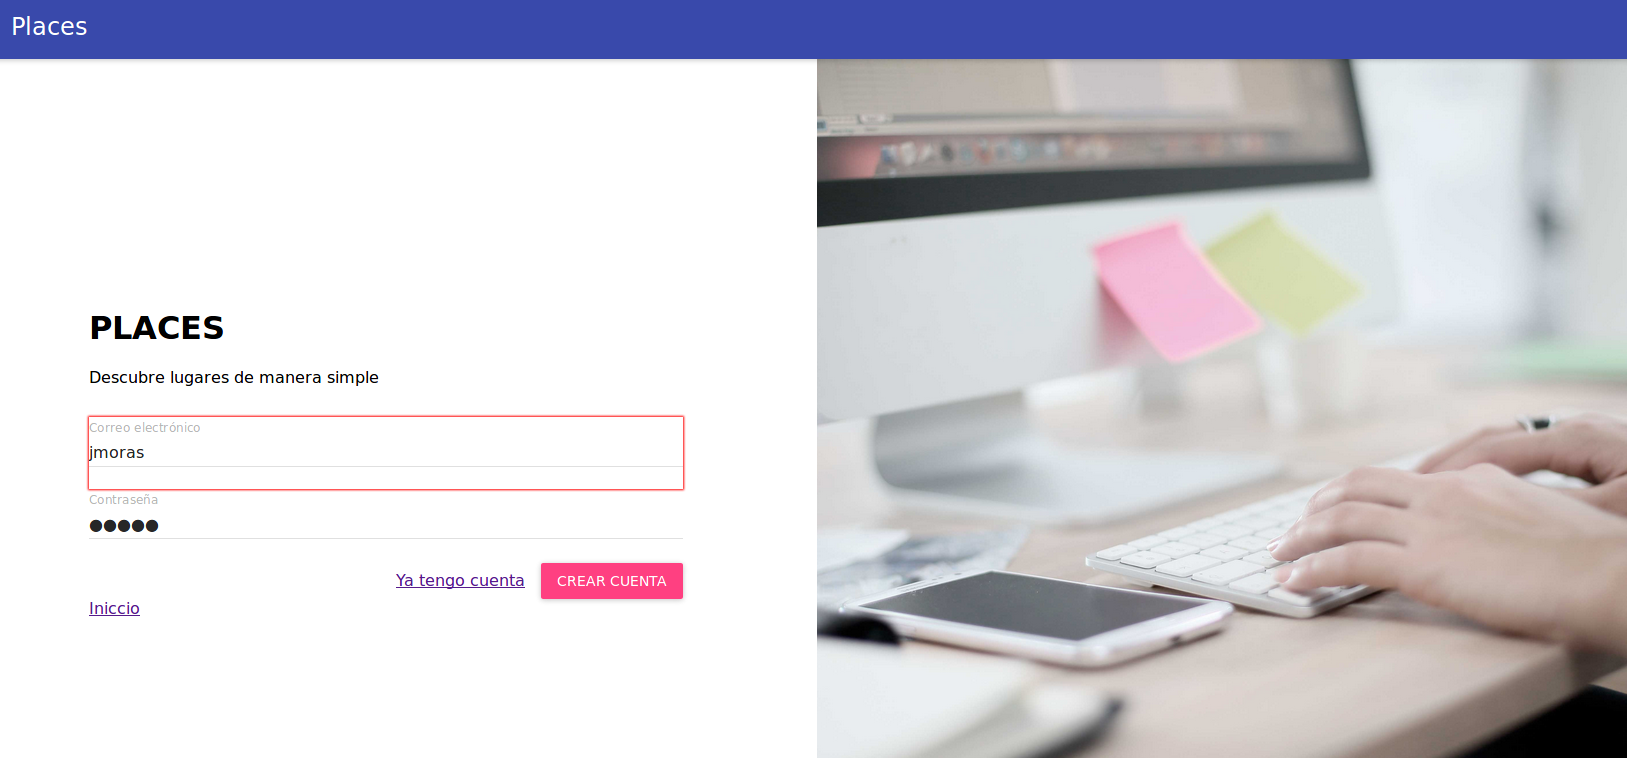 Places
PLACES
Descubre lugares de manera simple
Correo electrónico
jmoras
Contraseña
●●●●●
Ya tengo cuenta
CREAR CUENTA
Iniccio